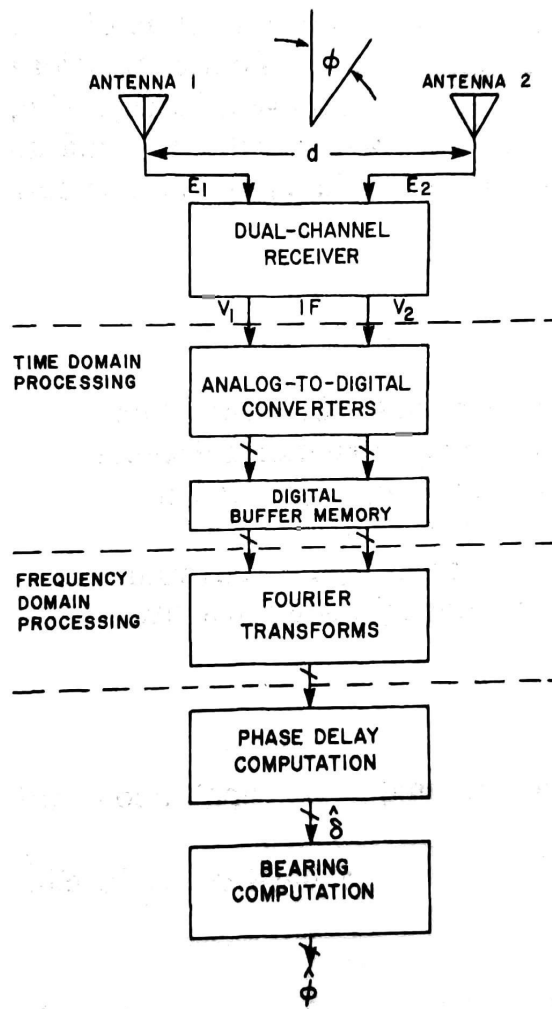 ϕ
ANTENNA 1
ANTENNA 2
d
E1
E2
DUAL-CHANNEL
RECEIVER
V1
IF
V2
TIME DOMAIN
PROCESSING
ANALOG-TO-DIGITAL
CONVERTERS
DIGITAL
BUFFER MEMORY
FREQUENCY
DOMAIN
PROCESSING
FOURIER
TRANSFORMS
PHASE DELAY
COMPUTATION
δ̂
BEARING
COMPUTATION
ϕ̂